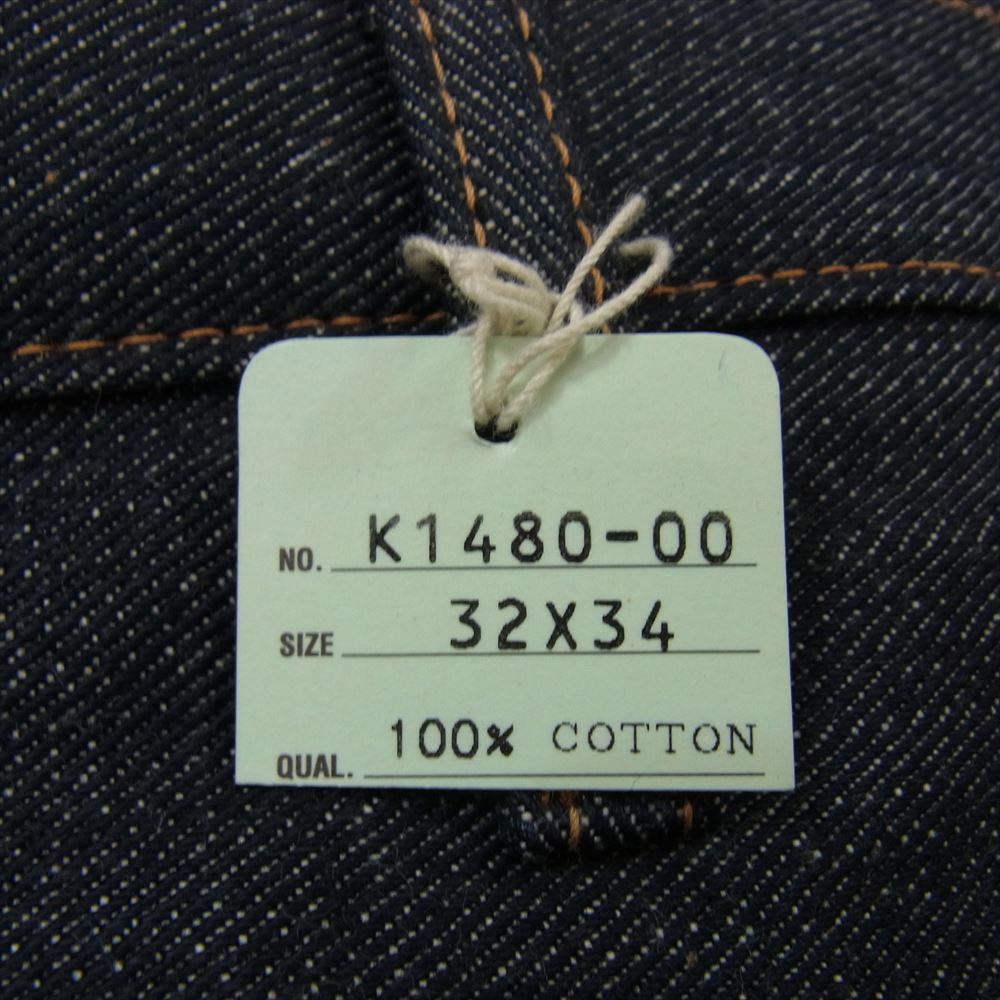 NO. K1480-00
SIZE 32X34
QUAL. 100% COTTON